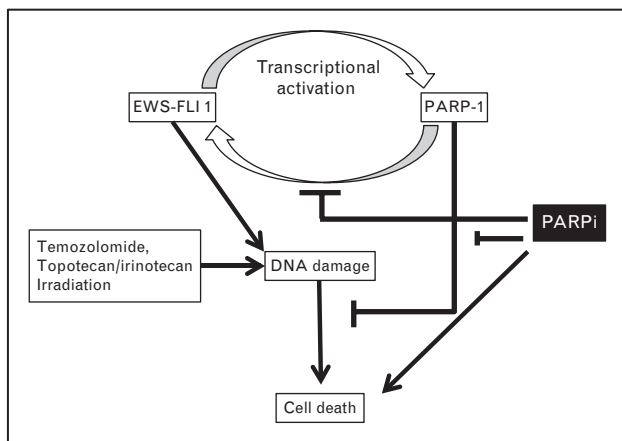 Transcriptional
activation
EWS-FLI 1
PARP-1
PARPi
Temozolomide,
Topotecan/irinotecan
Irradiation
DNA damage
Cell death